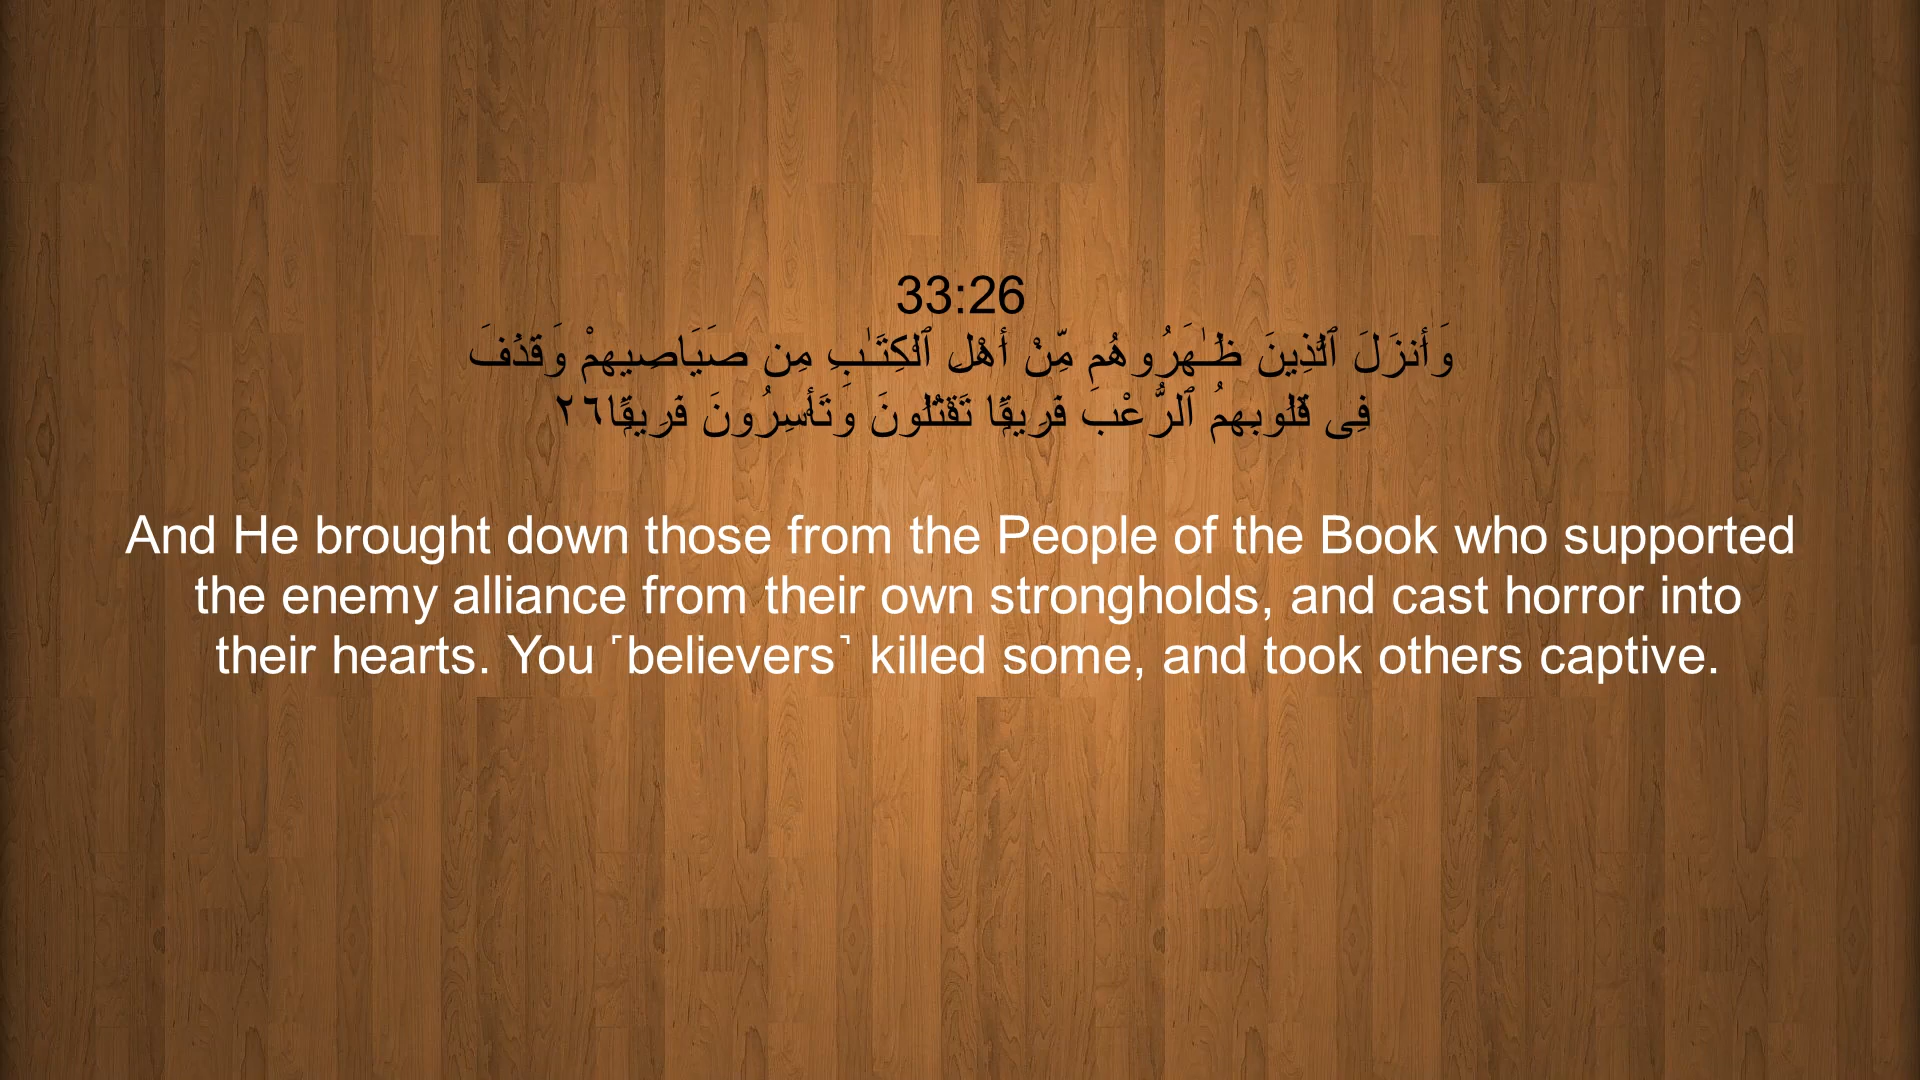 33:26
وَأَنزَلَ ٱلَّذِينَ ظَـٰهَرُوهُم مِّنْ أَهْلِ ٱلْكِتَـٰبِ مِن صَيَاصِيهِمْ وَقَذَفَ
فِى قُلُوبِهِمُ ٱلرُّعْبَ فَرِيقًا تَقْتُلُونَ وَتَأْسِرُونَ فَرِيقًا٢٦
And He brought down those from the People of the Book who supported
the enemy alliance from their own strongholds, and cast horror into
their hearts. You ˹believers˺ killed some, and took others captive.